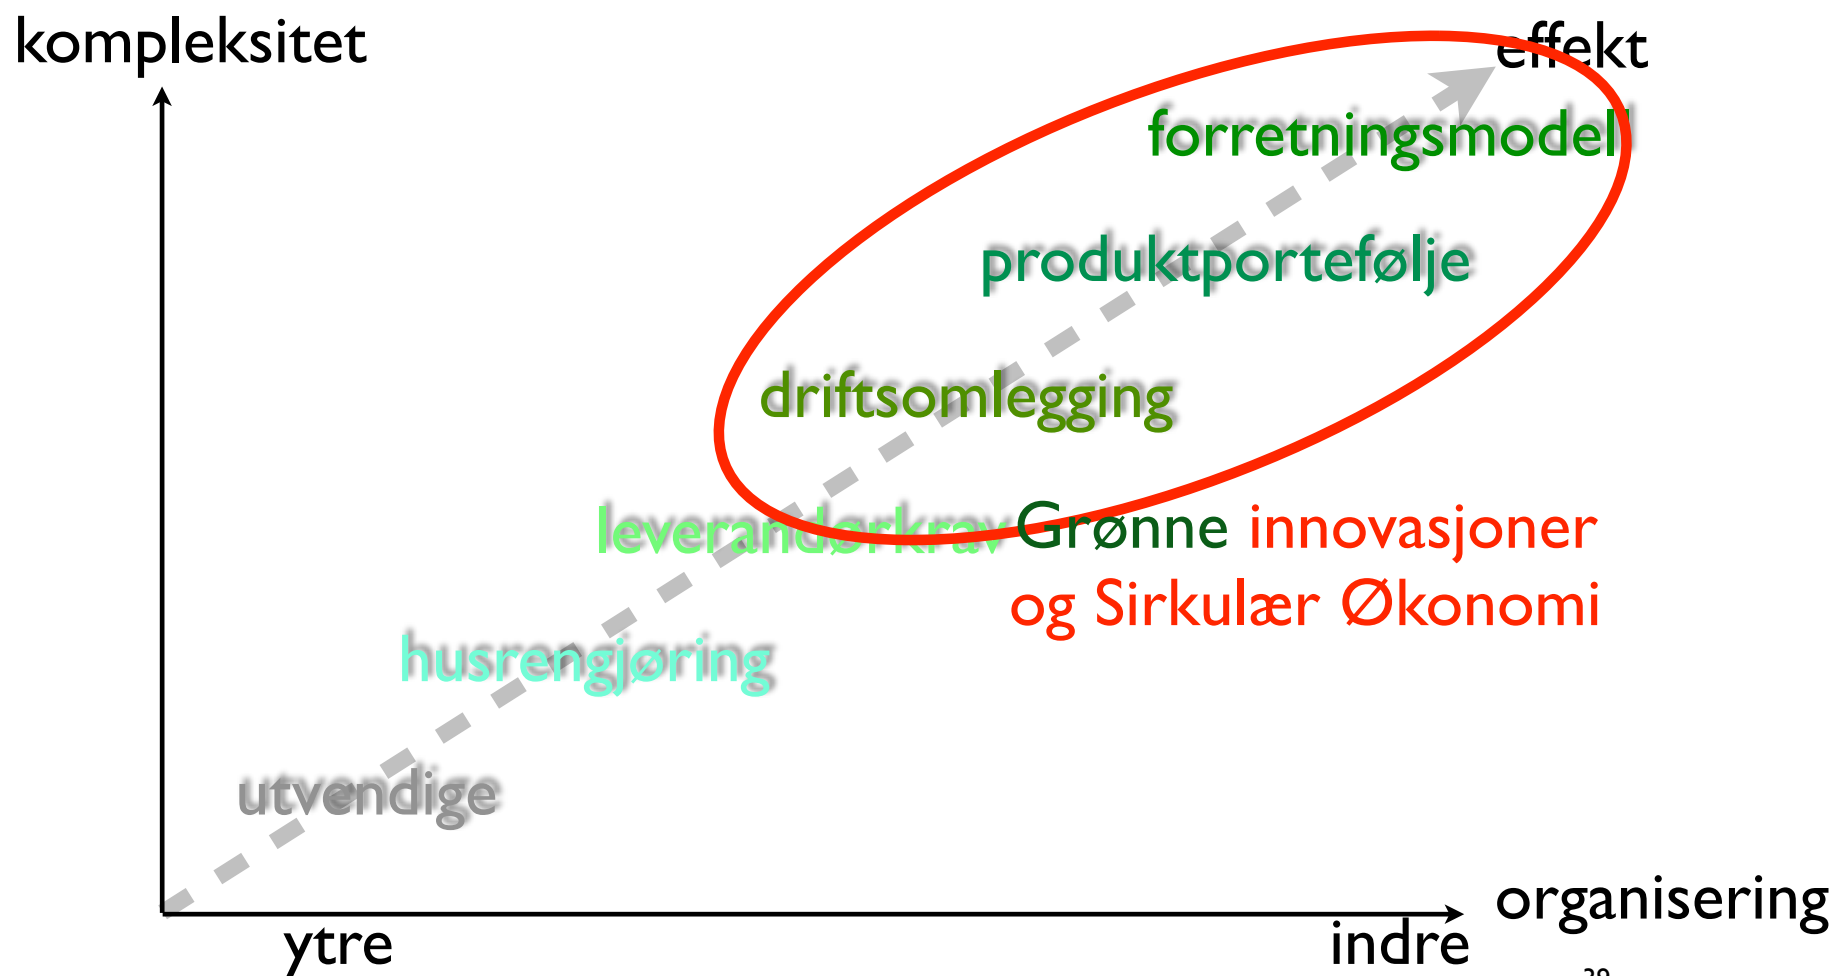 kompleksitet
effekt
forretningsmodell
produktportefølje
driftsomlegging
leverandørkrav
Grønne innovasjoner
og Sirkulær Økonomi
husrengjøring
utvendige
organisering
ytre
indre